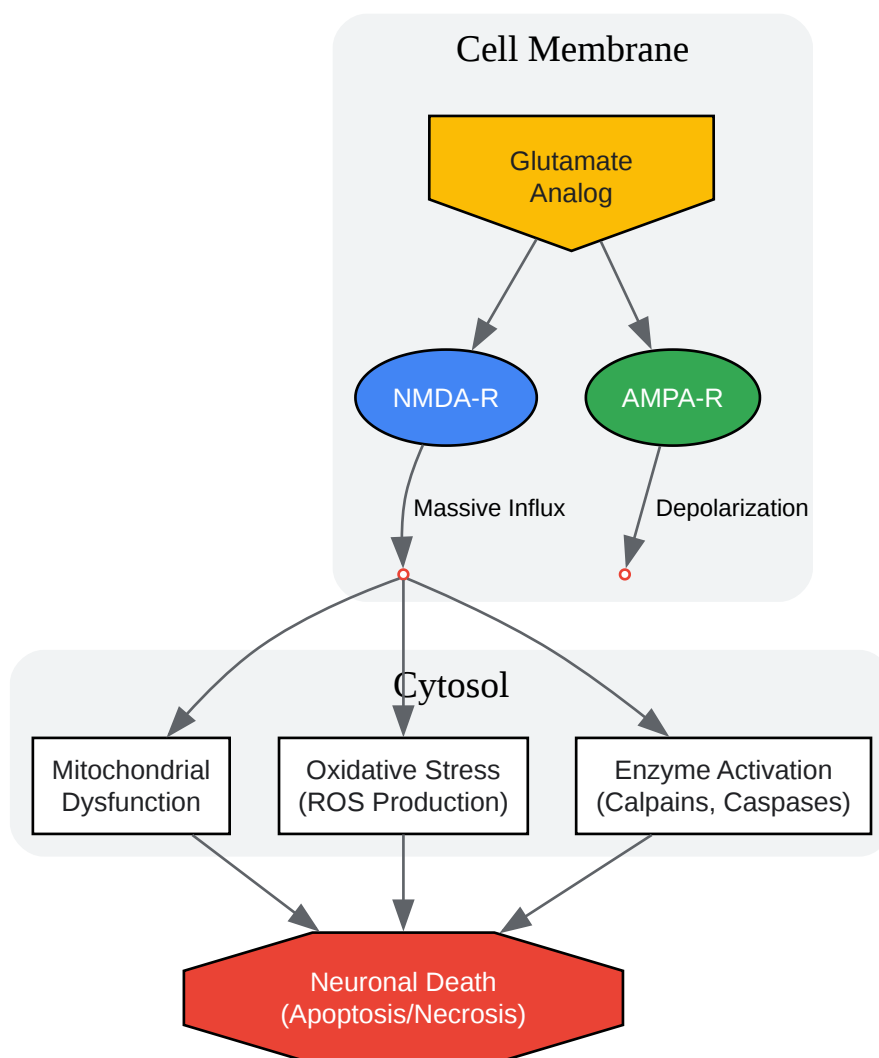 Cell Membrane
Glutamate
Analog
NMDA-R
AMPA-R
Massive Influx
Depolarization
Cytosol
Mitochondrial
Dysfunction
Oxidative Stress
(ROS Production)
Enzyme Activation
(Calpains, Caspases)
Neuronal Death
(Apoptosis/Necrosis)